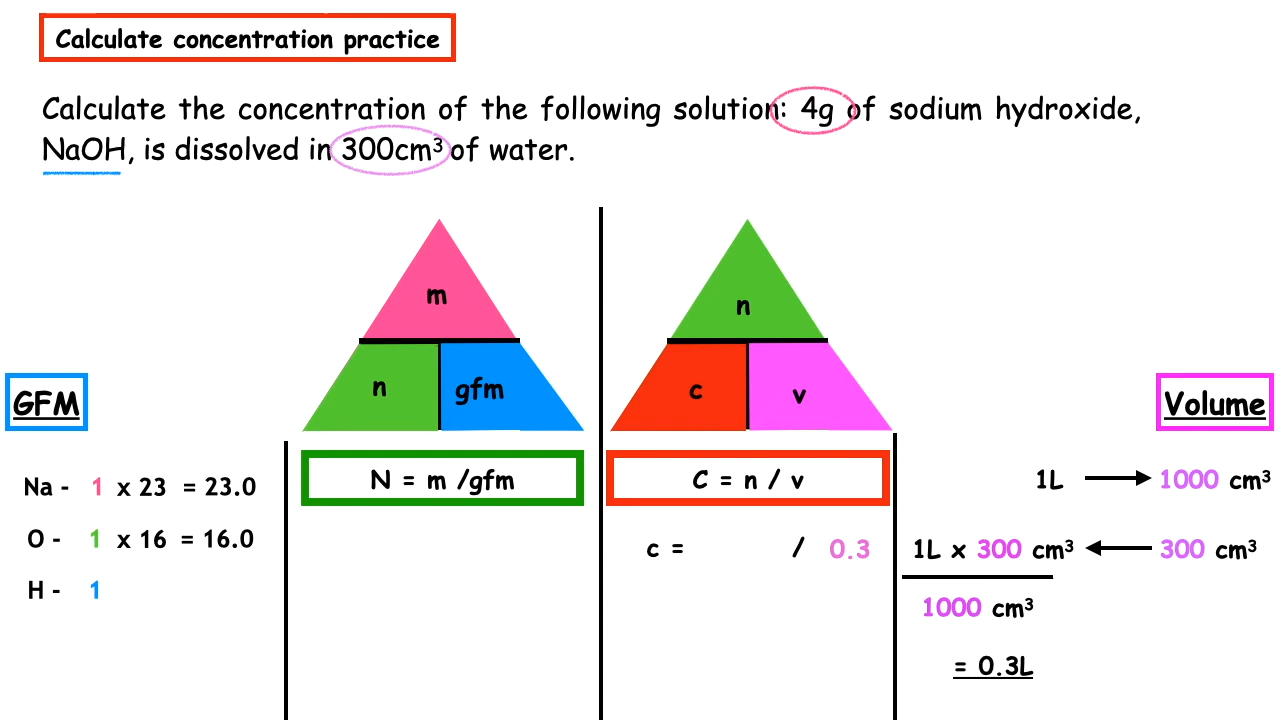 Calculate concentration practice
Calculate the concentration of the following solution: 4g of sodium hydroxide,
NaOH, is dissolved in 300cm³ of water.
m
n gfm
n
c v
GFM
Na - 1 x 23 = 23.0
O - 1 x 16 = 16.0
H - 1
N = m /gfm
C = n / v
c = / 0.3
Volume
1L → 1000 cm³
1L x 300 cm³ ← 300 cm³
1000 cm³
= 0.3L